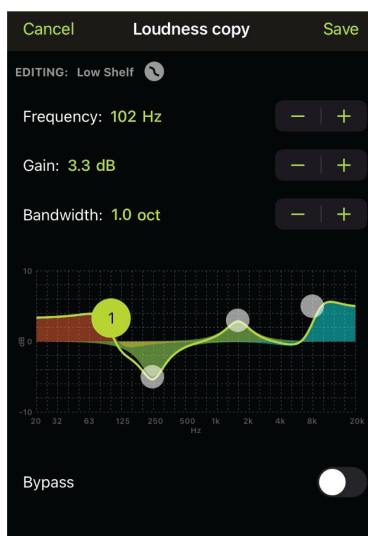 Cancel Loudness copy Save
EDITING: Low Shelf
Frequency: 102 Hz − +
Gain: 3.3 dB − +
Bandwidth: 1.0 oct − +
10
1
dB 0
-10
20 32 63 125 250 500 1k 2k 4k 8k 20k
Hz
Bypass